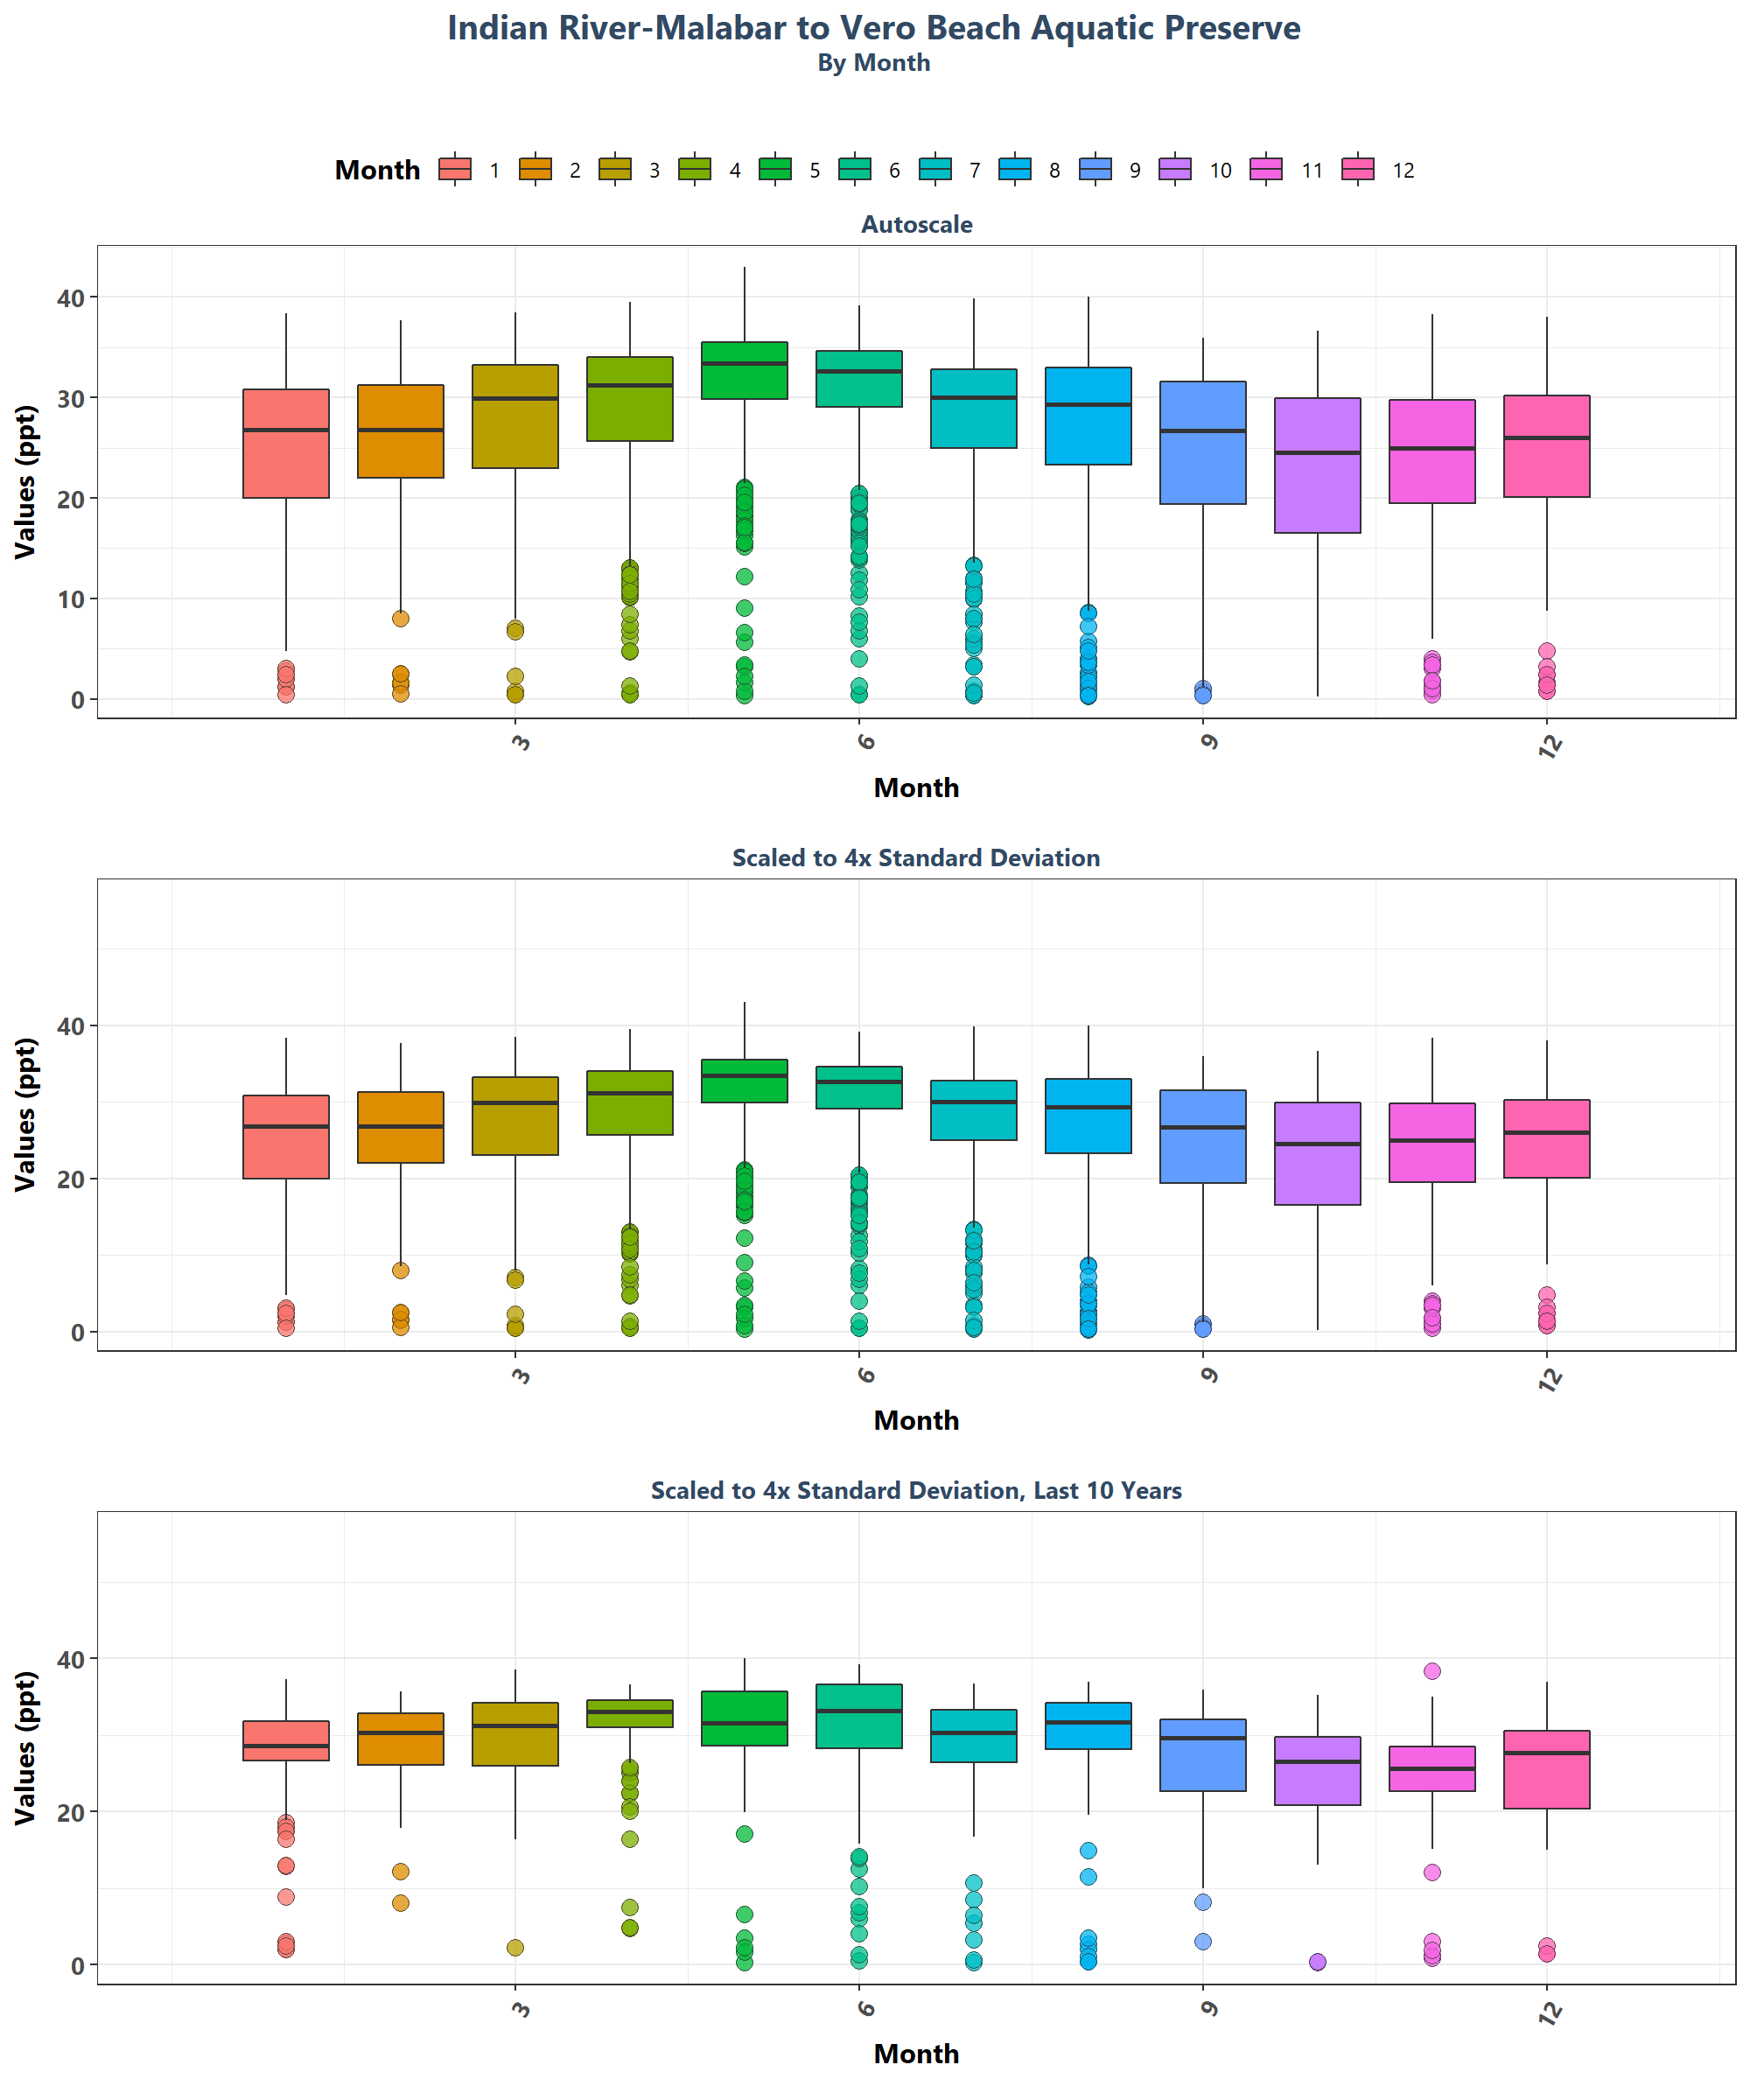 Indian River-Malabar to Vero Beach Aquatic Preserve
By Month
Month 1 2 3 4 5 6 7 8 9 10 11 12
Autoscale
Values (ppt)
40
30
20
10
0
3 6 9 12
Month
Scaled to 4x Standard Deviation
Values (ppt)
40
20
0
3 6 9 12
Month
Scaled to 4x Standard Deviation, Last 10 Years
Values (ppt)
40
20
0
3 6 9 12
Month